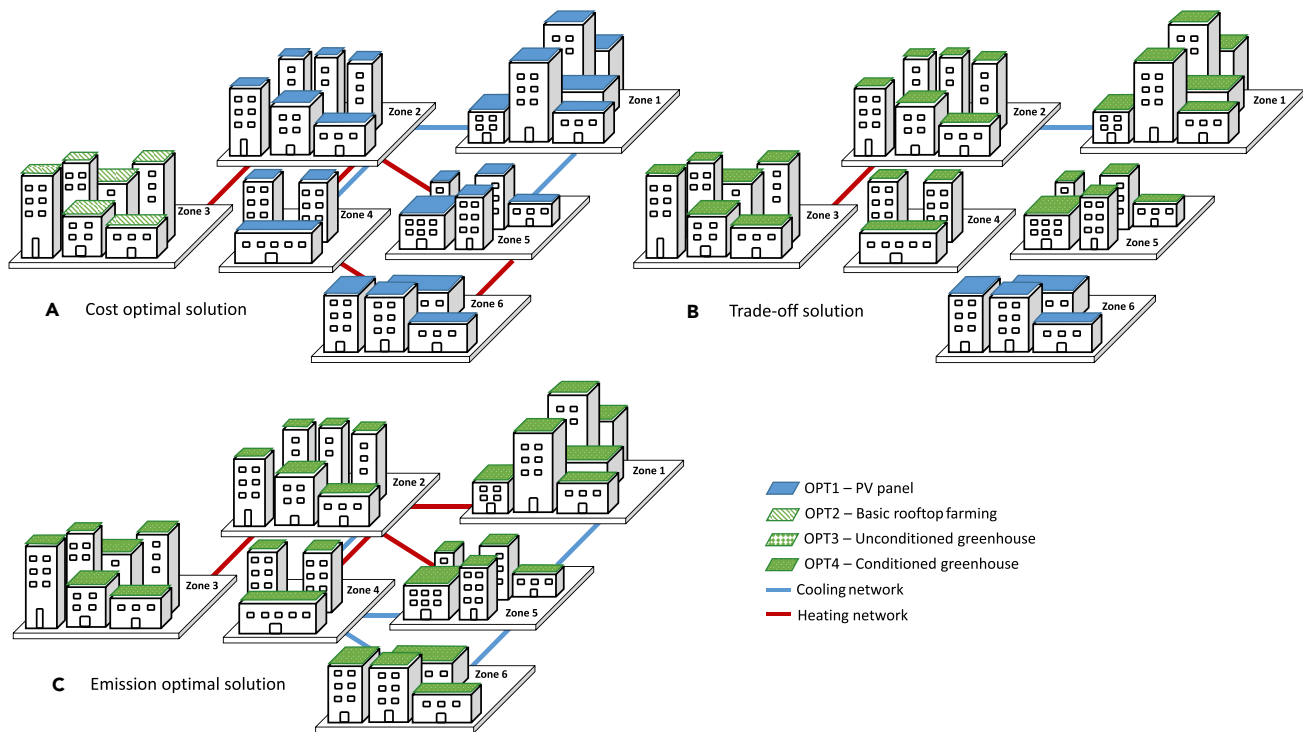 Zone 1
Zone 2
Zone 3
Zone 4
Zone 5
Zone 6
A Cost optimal solution
Zone 1
Zone 2
Zone 3
Zone 4
Zone 5
Zone 6
B Trade-off solution
Zone 1
Zone 2
Zone 3
Zone 4
Zone 5
Zone 6
C Emission optimal solution
OPT1 – PV panel
OPT2 – Basic rooftop farming
OPT3 – Unconditioned greenhouse
OPT4 – Conditioned greenhouse
Cooling network
Heating network